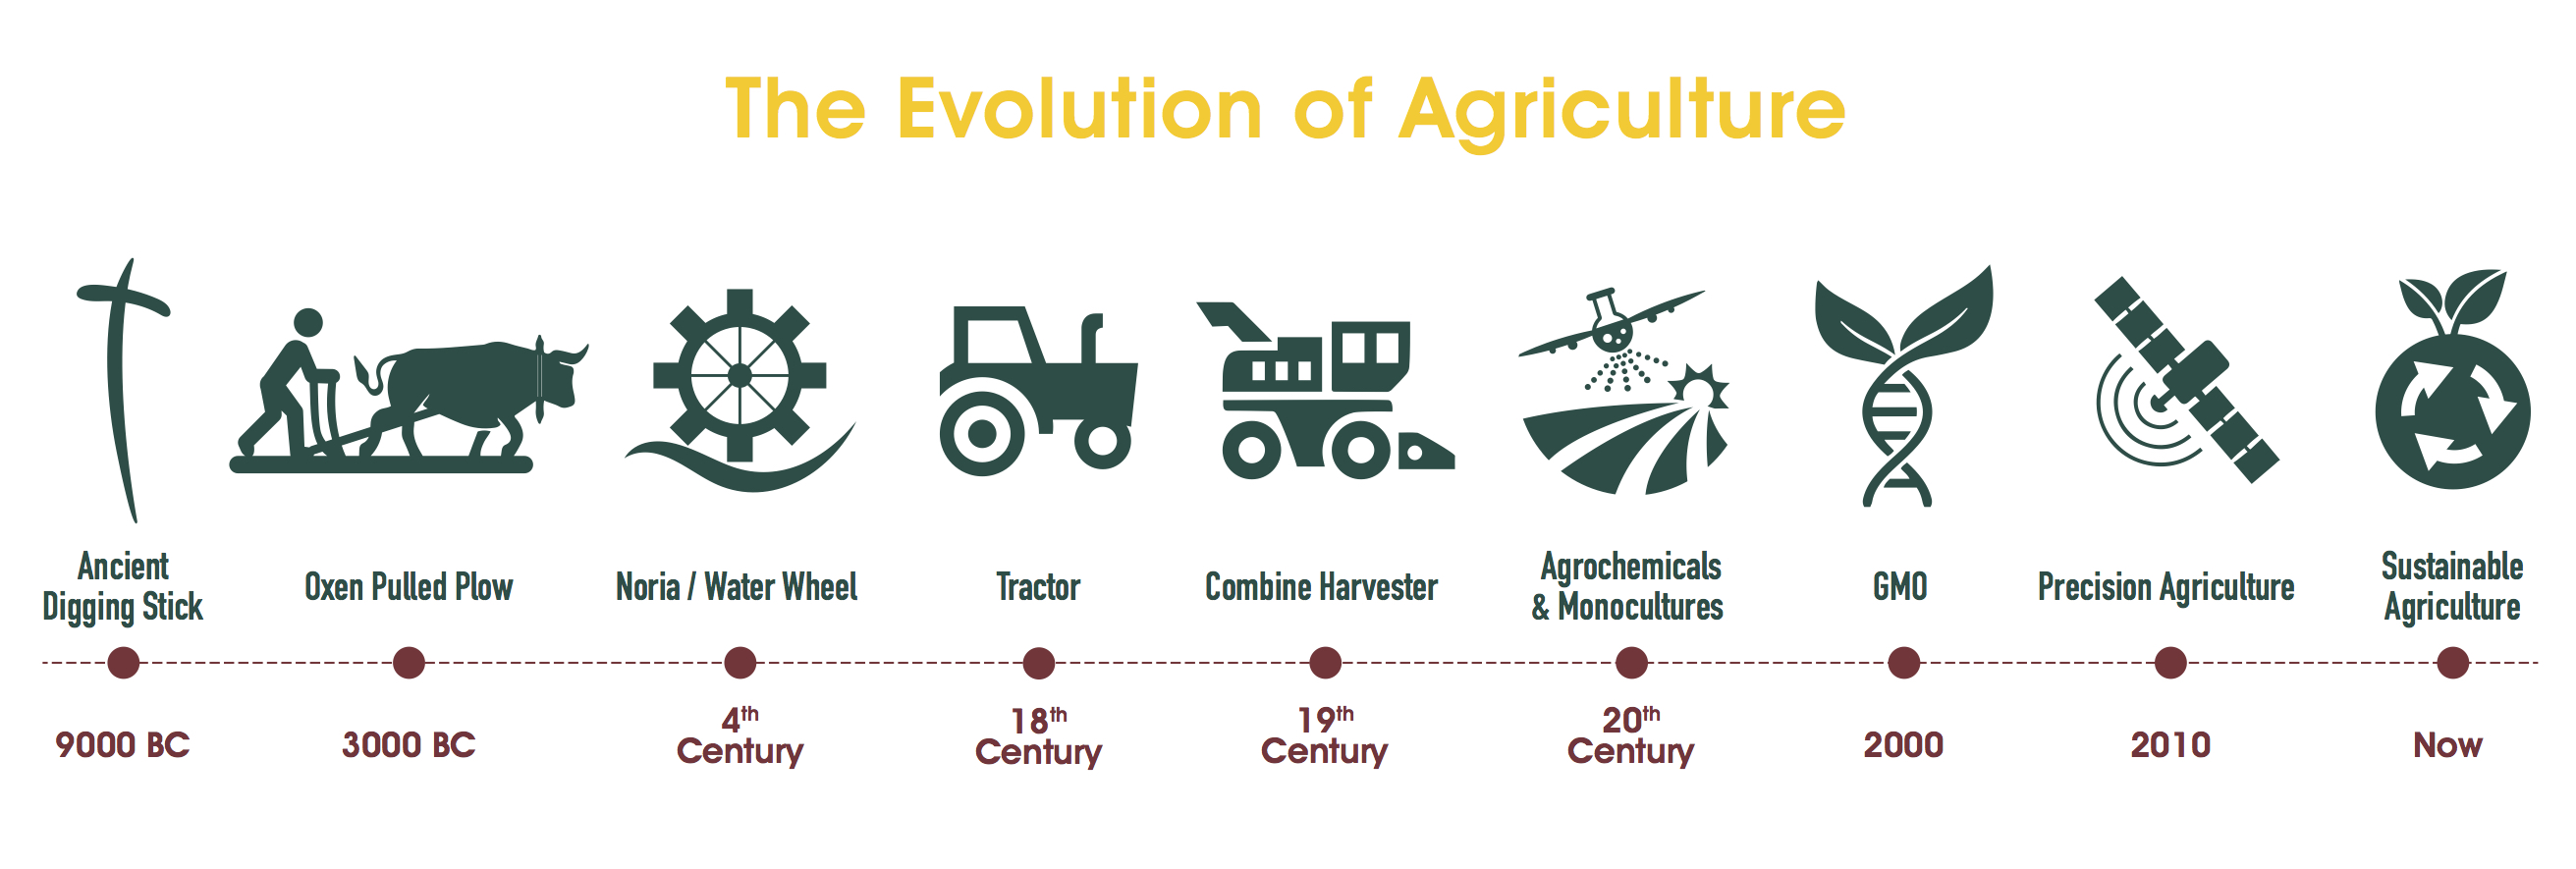 The Evolution of Agriculture
Ancient
Digging Stick
Oxen Pulled Plow
Noria / Water Wheel
Tractor
Combine Harvester
Agrochemicals
& Monocultures
GMO
Precision Agriculture
Sustainable
Agriculture
9000 BC
3000 BC
4th
Century
18th
Century
19th
Century
20th
Century
2000
2010
Now